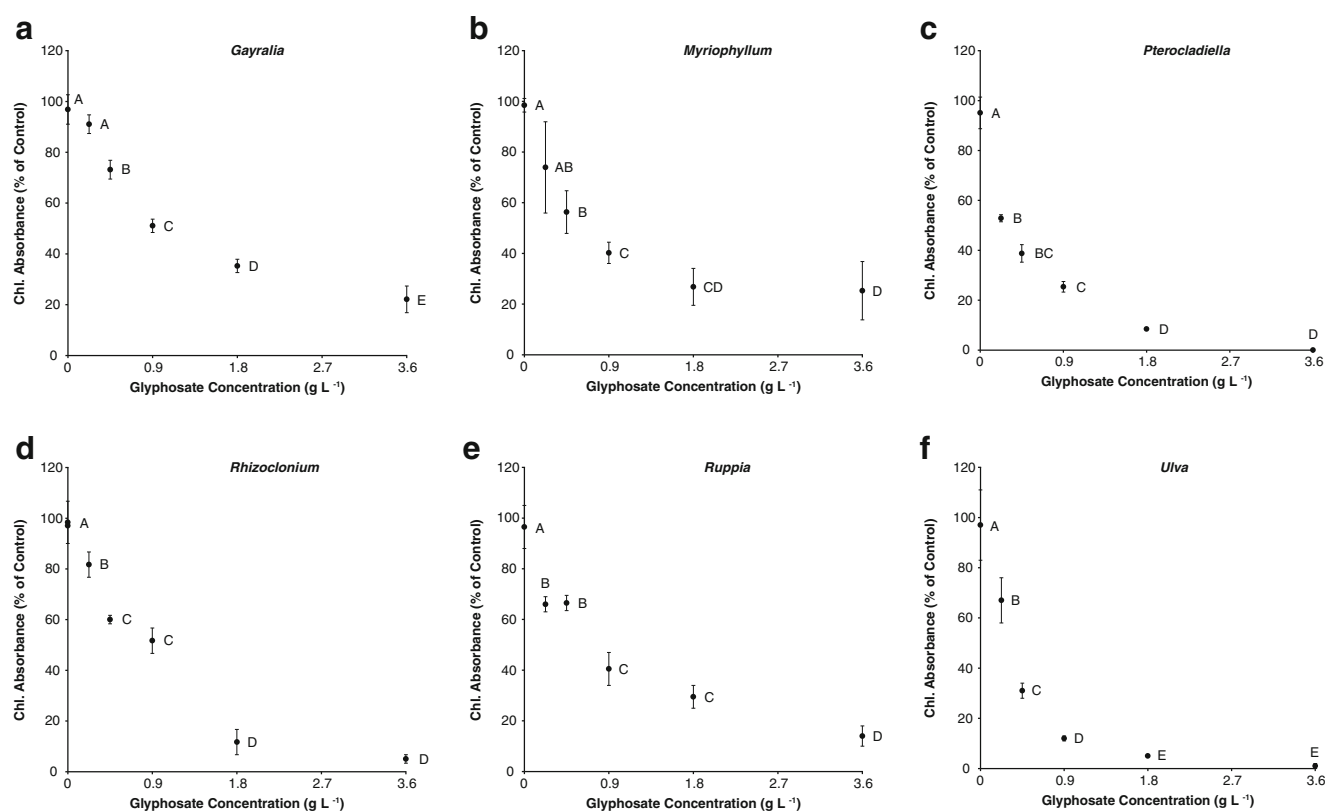 a
Gayralia
120
100
80
60
40
20
0
A
A
B
C
D
E
0 0.9 1.8 2.7 3.6
Chl. Absorbance (% of Control)
Glyphosate Concentration (g L -1)
b
Myriophyllum
120
100
80
60
40
20
0
A
AB
B
C
CD
D
0 0.9 1.8 2.7 3.6
Chl. Absorbance (% of Control)
Glyphosate Concentration (g L -1)
c
Pterocladiella
120
100
80
60
40
20
0
A
B
BC
C
D
D
0 0.9 1.8 2.7 3.6
Chl. Absorbance (% of Control)
Glyphosate Concentration (g L -1)
d
Rhizoclonium
120
100
80
60
40
20
0
A
B
C
C
D
D
0 0.9 1.8 2.7 3.6
Chl. Absorbance (% of Control)
Glyphosate Concentration (g L -1)
e
Ruppia
120
100
80
60
40
20
0
A
B
B
C
C
D
0 0.9 1.8 2.7 3.6
Chl. Absorbance (% of Control)
Glyphosate Concentration (g L -1)
f
Ulva
120
100
80
60
40
20
0
A
B
C
D
E
E
0 0.9 1.8 2.7 3.6
Chl. Absorbance (% of Control)
Glyphosate Concentration (g L -1)